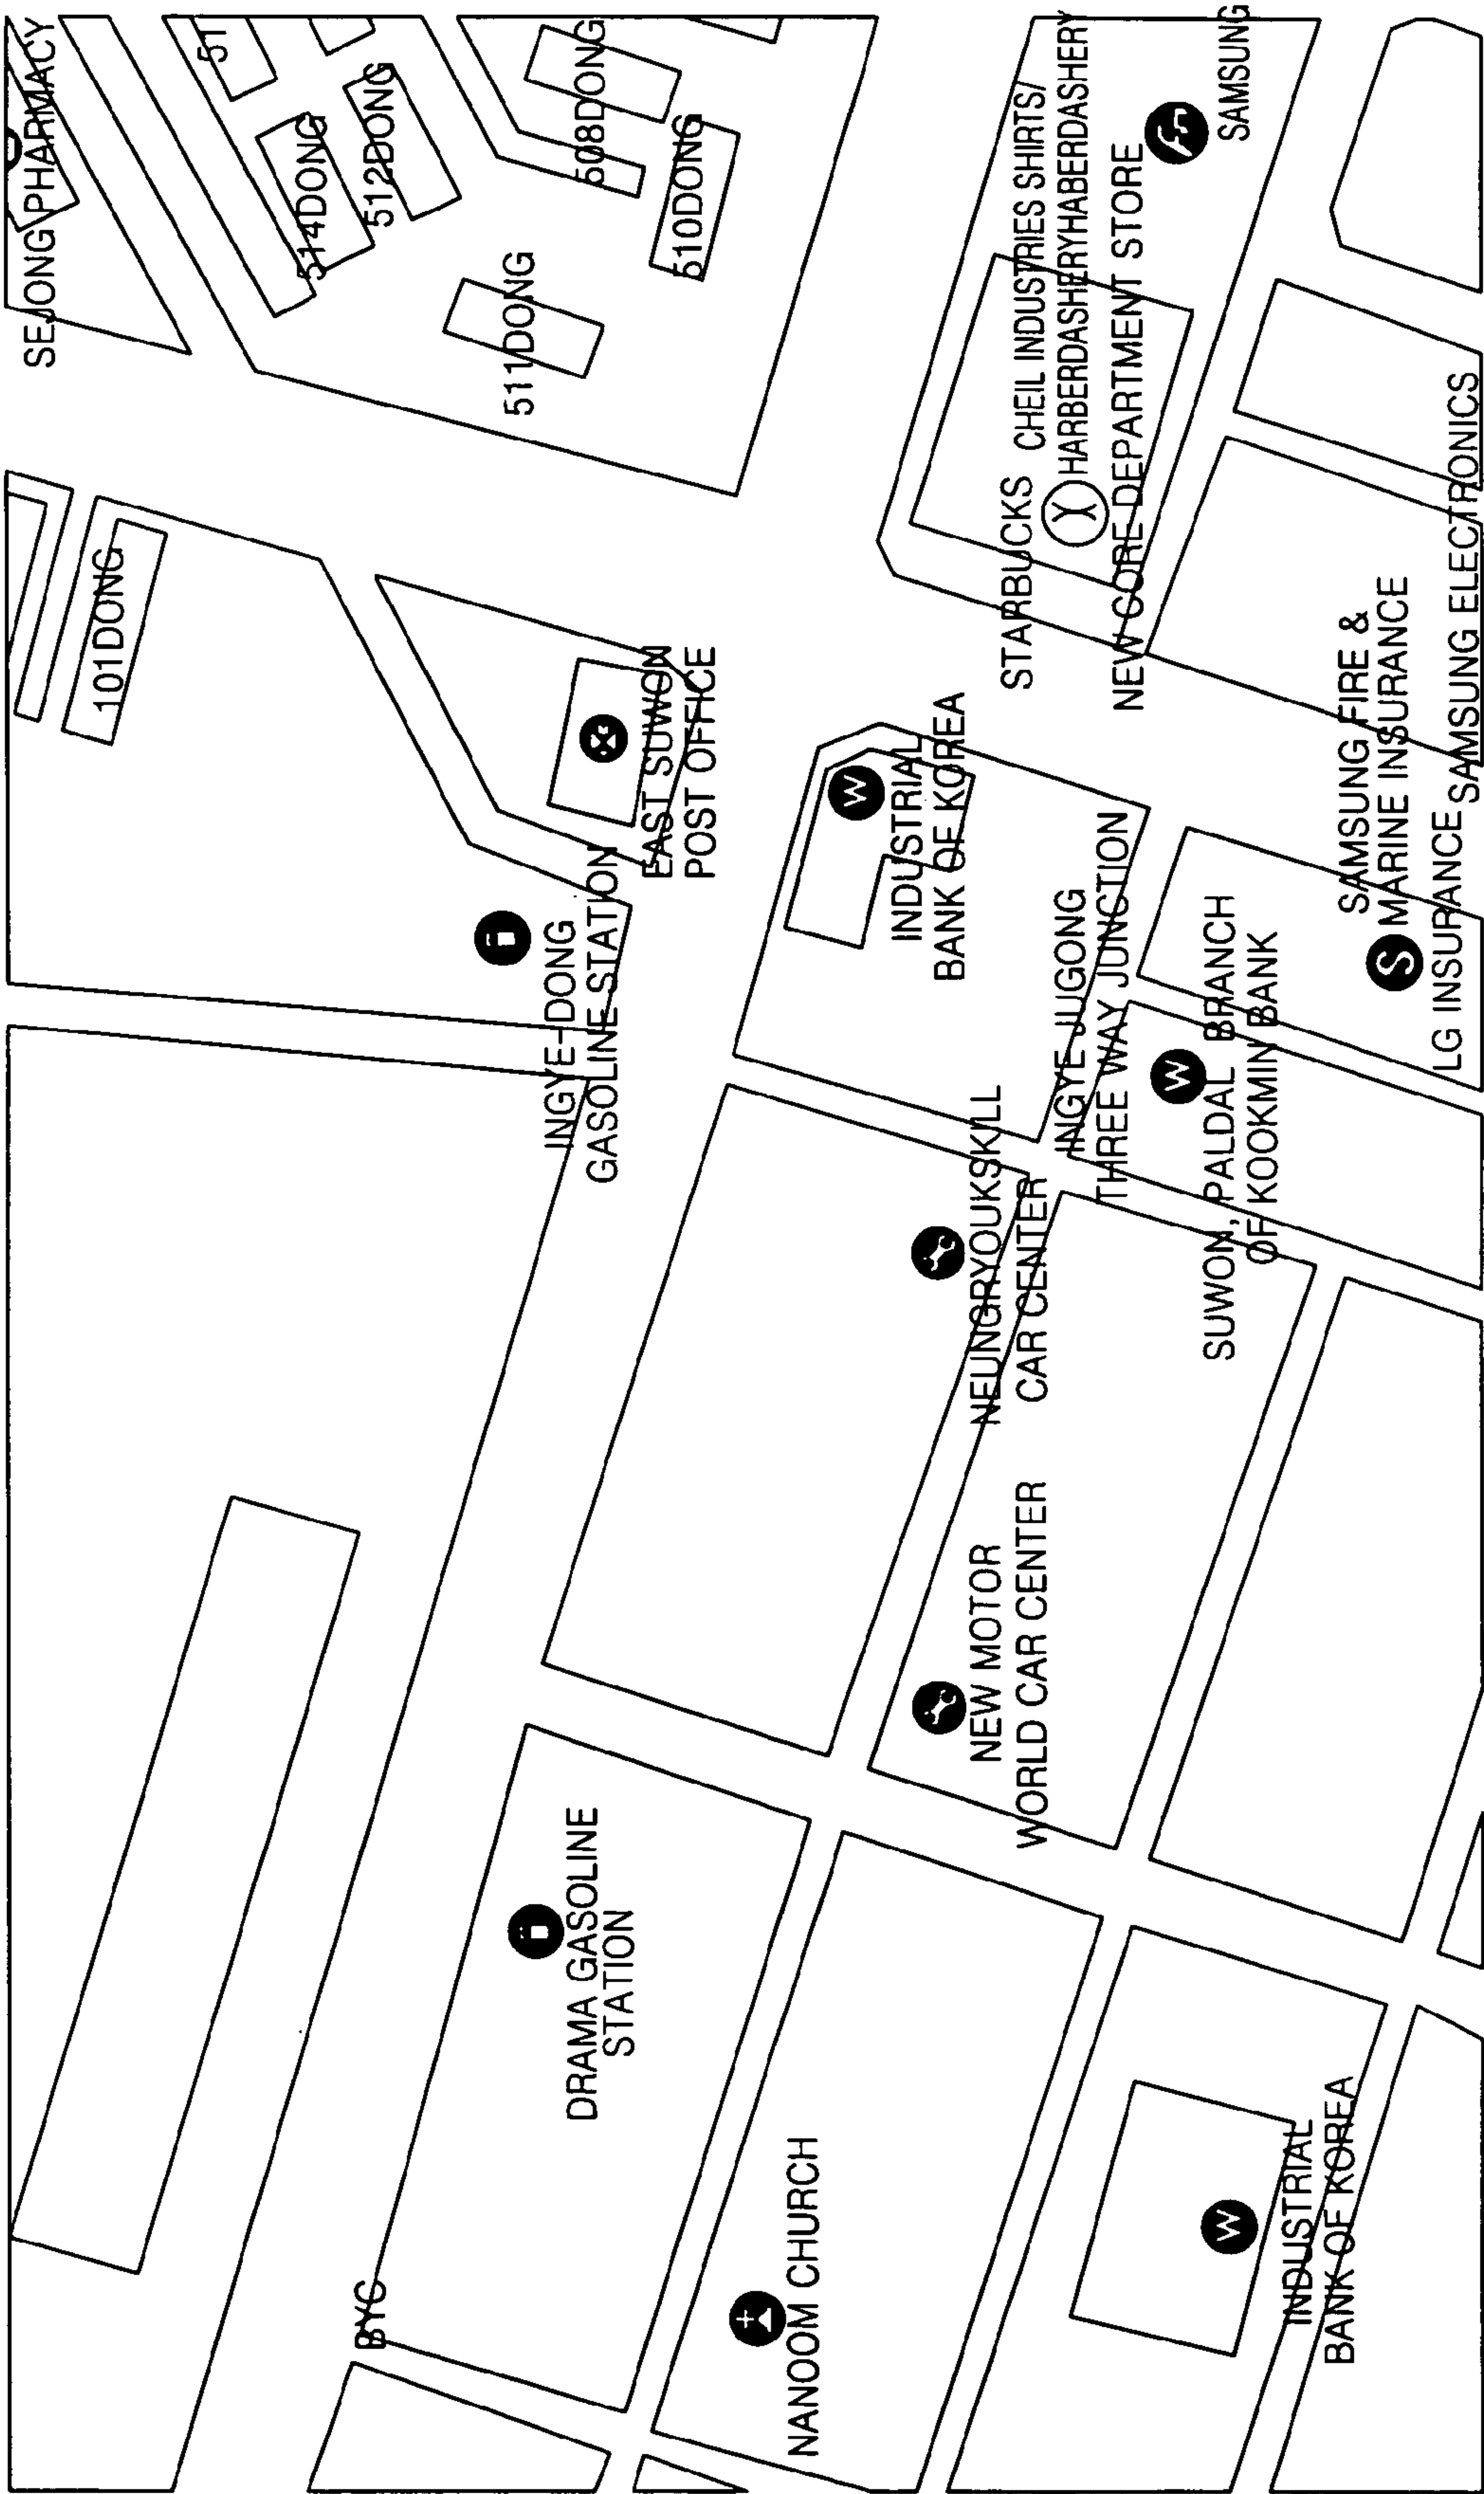 SEJONG PHARMACY
51
514DONG
512DONG
508DONG
510DONG
511DONG
101DONG
EAST SUWON
POST OFFICE
INGYE-DONG
GASOLINE STATION
BYC
DRAMA GASOLINE
STATION
NANOOM CHURCH
INDUSTRIAL
BANK OF KOREA
STARBUCKS
CHEIL INDUSTRIES SHIRTS/
HARBERDASHERYHABERDASHERY
NEW CORE DEPARTMENT STORE
SAMSUNG
NEUNGRYOUKSKILL
CAR CENTER
NEW MOTOR
WORLD CAR CENTER
INGYE JUGONG
THREE WAY JUNCTION
SUWON, PALDAL BRANCH
OF KOOKMIN BANK
SAMSUNG FIRE &
MARINE INSURANCE
LG INSURANCE
SAMSUNG ELECTRONICS
INDUSTRIAL
BANK OF KOREA
W
W
W
S